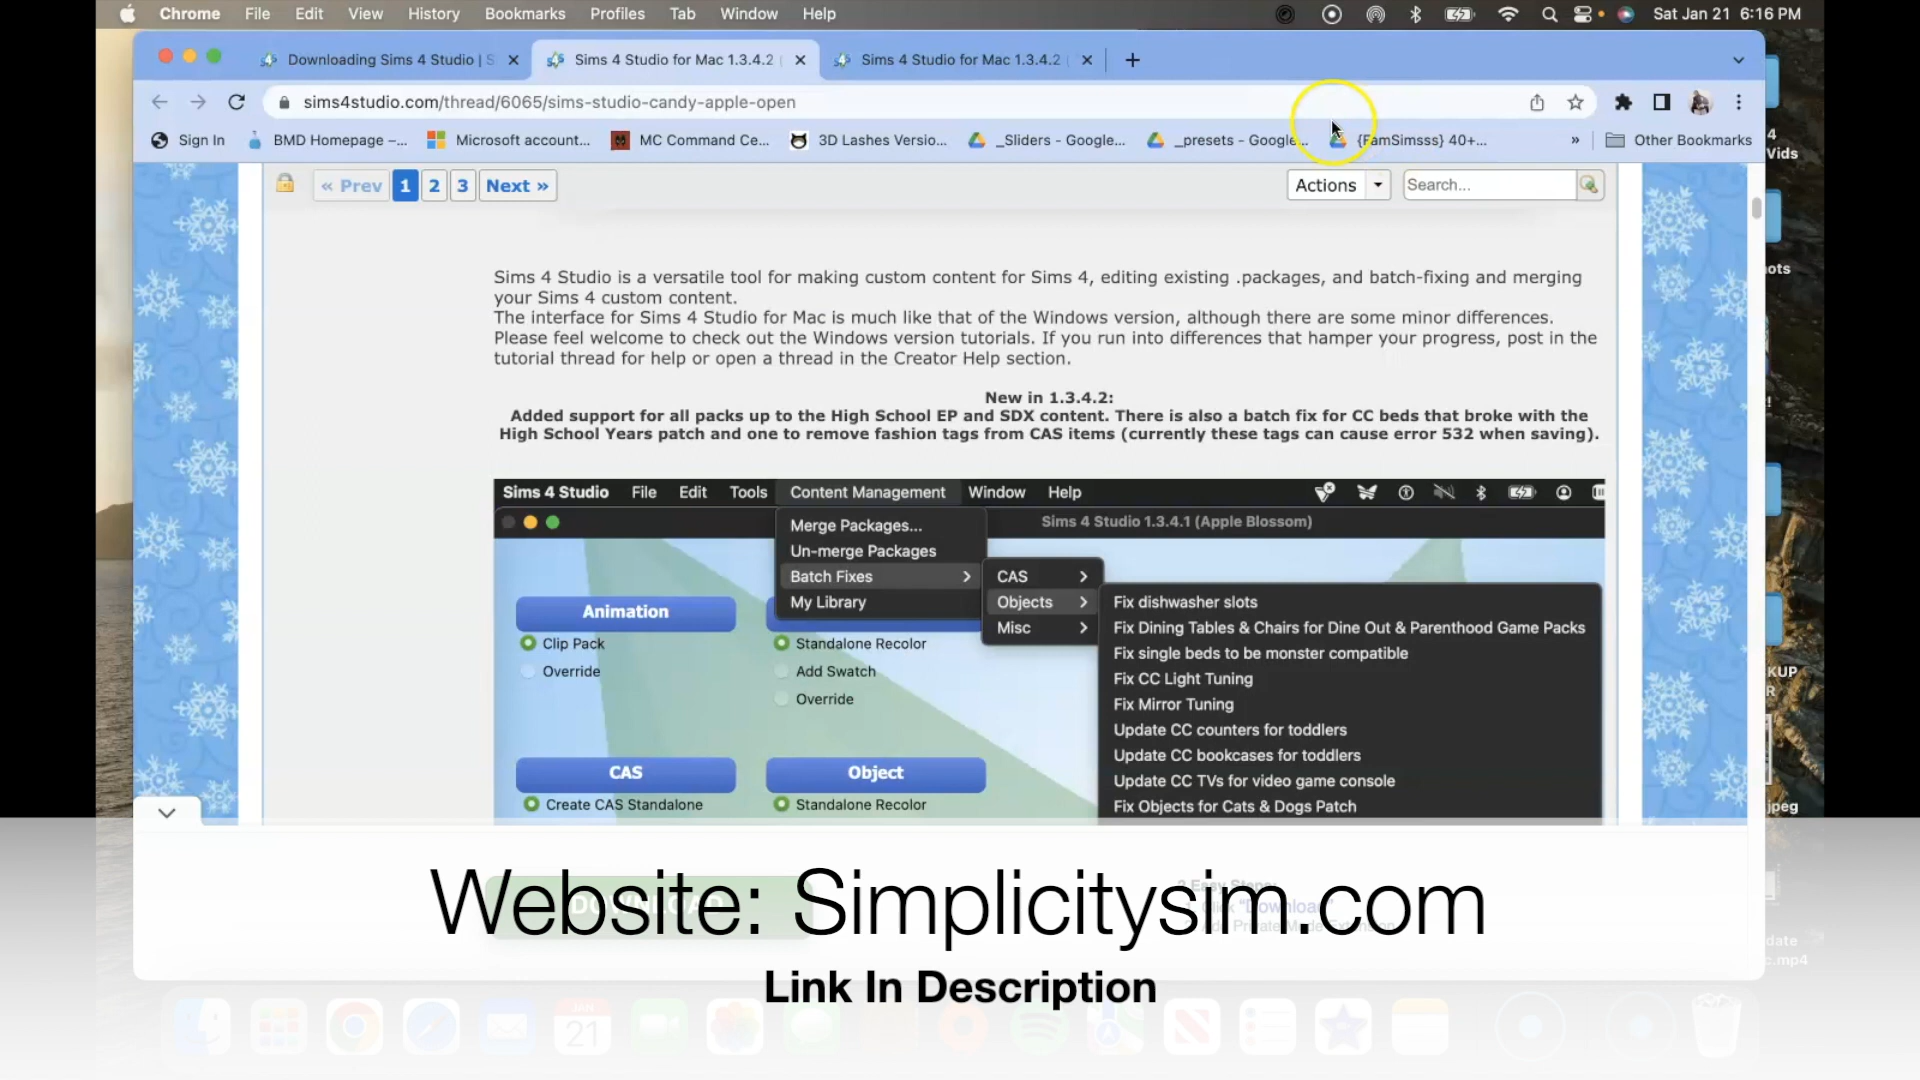 Chrome File Edit View History Bookmarks Profiles Tab Window Help Sat Jan 21 6:16 PM
Downloading Sims 4 Studio | S Sims 4 Studio for Mac 1.3.4.2 Sims 4 Studio for Mac 1.3.4.2
sims4studio.com/thread/6065/sims-studio-candy-apple-open
Sign In BMD Homepage –... Microsoft account... MC Command Ce... 3D Lashes Versio... _Sliders - Google... _presets - Google... {FamSimsss} 40+... » Other Bookmarks
« Prev 1 2 3 Next » Actions Search...
Sims 4 Studio is a versatile tool for making custom content for Sims 4, editing existing .packages, and batch-fixing and merging
your Sims 4 custom content.
The interface for Sims 4 Studio for Mac is much like that of the Windows version, although there are some minor differences.
Please feel welcome to check out the Windows version tutorials. If you run into differences that hamper your progress, post in the
tutorial thread for help or open a thread in the Creator Help section.
New in 1.3.4.2:
Added support for all packs up to the High School EP and SDX content. There is also a batch fix for CC beds that broke with the
High School Years patch and one to remove fashion tags from CAS items (currently these tags can cause error 532 when saving).
Sims 4 Studio File Edit Tools Content Management Window Help
Sims 4 Studio 1.3.4.1 (Apple Blossom)
Merge Packages...
Un-merge Packages
Batch Fixes
My Library
CAS
Objects
Misc
Fix dishwasher slots
Fix Dining Tables & Chairs for Dine Out & Parenthood Game Packs
Fix single beds to be monster compatible
Fix CC Light Tuning
Fix Mirror Tuning
Update CC counters for toddlers
Update CC bookcases for toddlers
Update CC TVs for video game console
Fix Objects for Cats & Dogs Patch
Animation
Clip Pack
Override
Standalone Recolor
Add Swatch
Override
CAS
Create CAS Standalone
Object
Standalone Recolor
4
Vids
ots
!
KUP
R
jpeg
date
c.mp4
DOWNLOAD
Click "Download"
Website: Simplicitysim.com
Link In Description
JAN
21